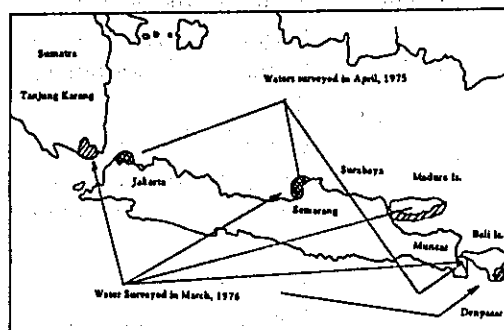 Sumatra
Tanjung Karang
Waters surveyed in April, 1975
Jakarta
Surabaya
Madura Is.
Semarang
Muncar
Bali Is.
Water Surveyed in March, 1976
Denpasar